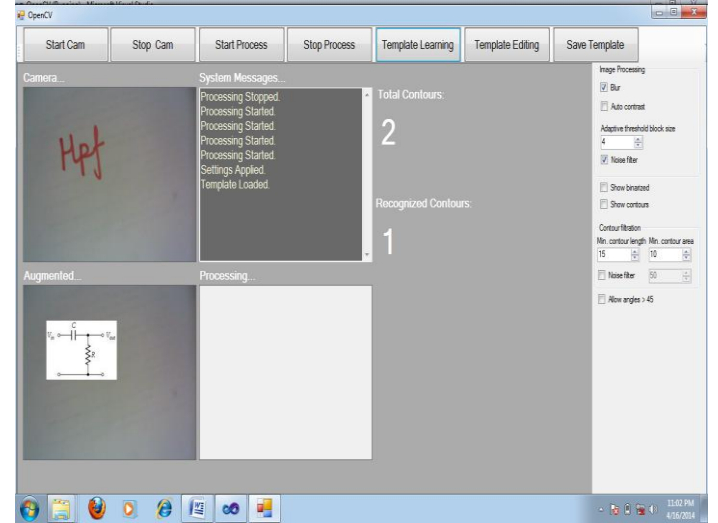 OpenCV
Start Cam
Stop Cam
Start Process
Stop Process
Template Learning
Template Editing
Save Template
Camera...
Hpf
System Messages...
Processing Stopped.
Processing Started.
Processing Started.
Processing Started.
Processing Started.
Settings Applied.
Template Loaded.
Total Contours:
2
Recognized Contours:
1
Augmented...
C
Vin
Vout
R
Processing...
Image Processing
Blur
Auto contrast
Adaptive threshold block size
4
Noise filter
Show binarized
Show contours
Contour filtration
Min. contour length Min. contour area
15 10
Noise filter 50
Allow angles > 45
11:02 PM
4/16/2014